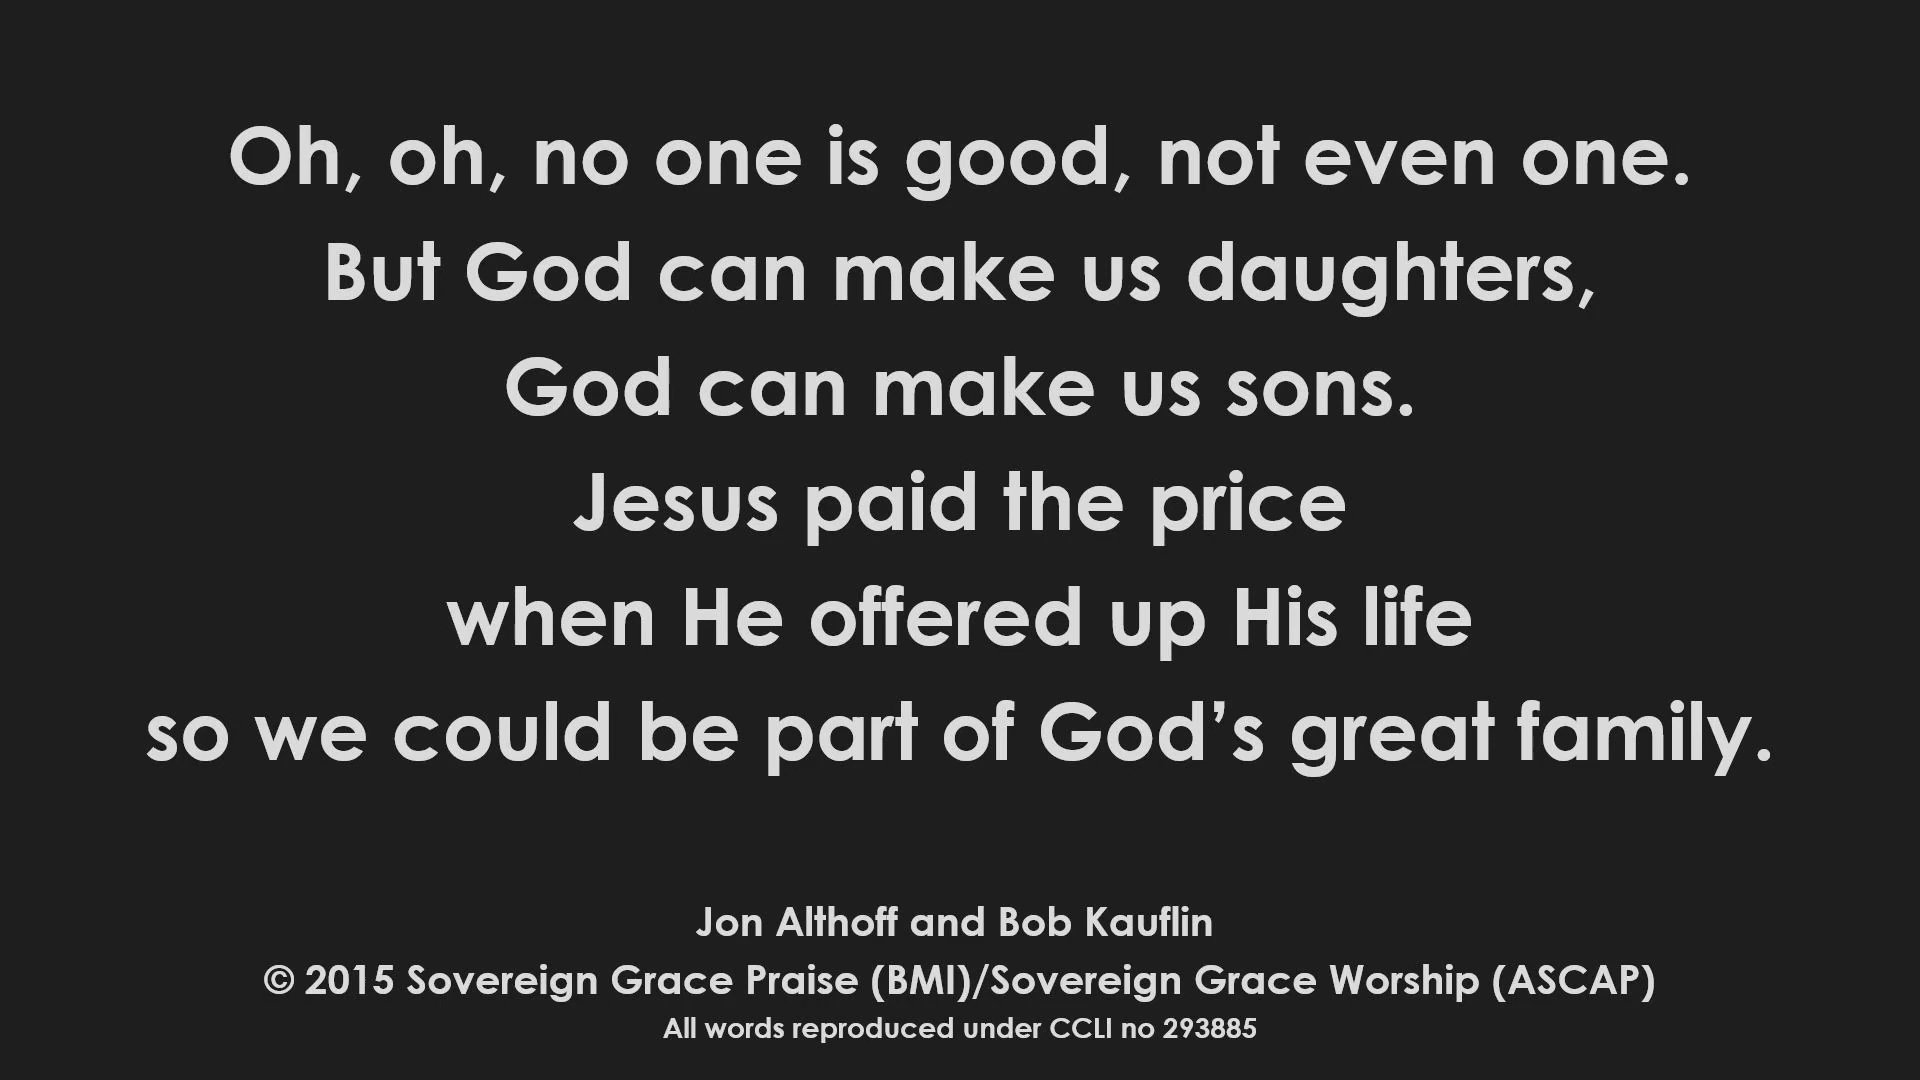 Oh, oh, no one is good, not even one.
But God can make us daughters,
God can make us sons.
Jesus paid the price
when He offered up His life
so we could be part of God’s great family.
Jon Althoff and Bob Kauflin
© 2015 Sovereign Grace Praise (BMI)/Sovereign Grace Worship (ASCAP)
All words reproduced under CCLI no 293885